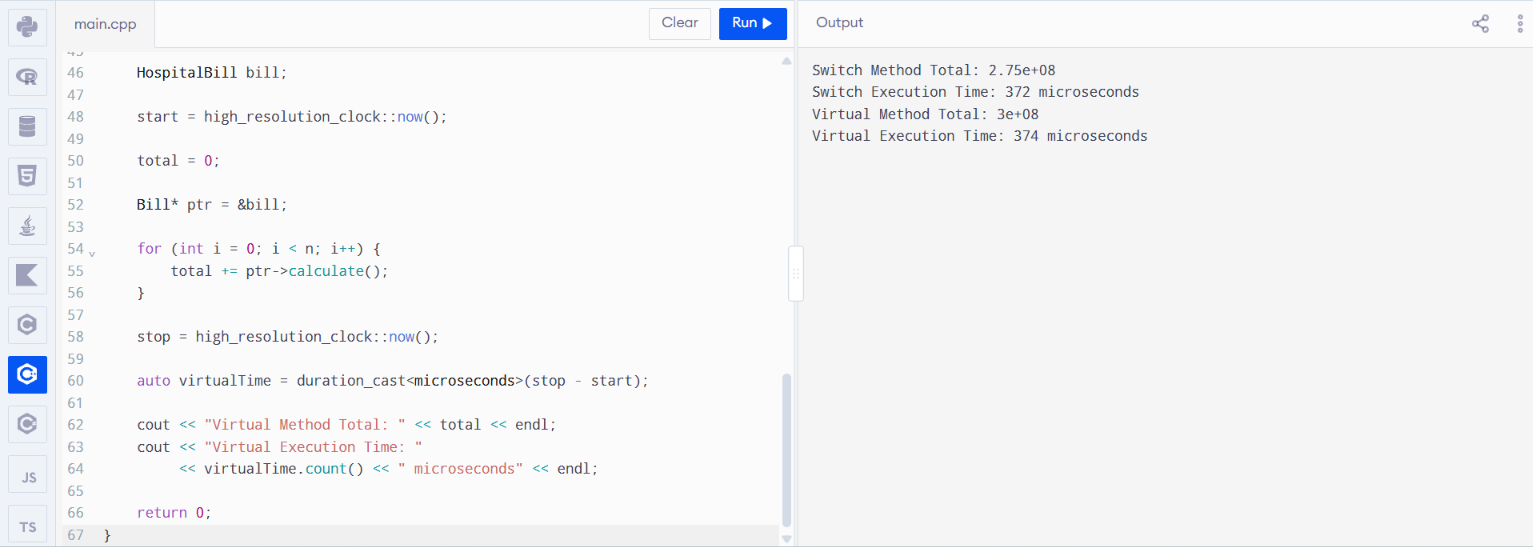 main.cpp
Clear
Run
Output
45
46 HospitalBill bill;
47
48 start = high_resolution_clock::now();
49
50 total = 0;
51
52 Bill* ptr = &bill;
53
54 for (int i = 0; i < n; i++) {
55 total += ptr->calculate();
56 }
57
58 stop = high_resolution_clock::now();
59
60 auto virtualTime = duration_cast<microseconds>(stop - start);
61
62 cout << "Virtual Method Total: " << total << endl;
63 cout << "Virtual Execution Time: "
64 << virtualTime.count() << " microseconds" << endl;
65
66 return 0;
67 }
Switch Method Total: 2.75e+08
Switch Execution Time: 372 microseconds
Virtual Method Total: 3e+08
Virtual Execution Time: 374 microseconds
R
5
C
C
C
JS
TS